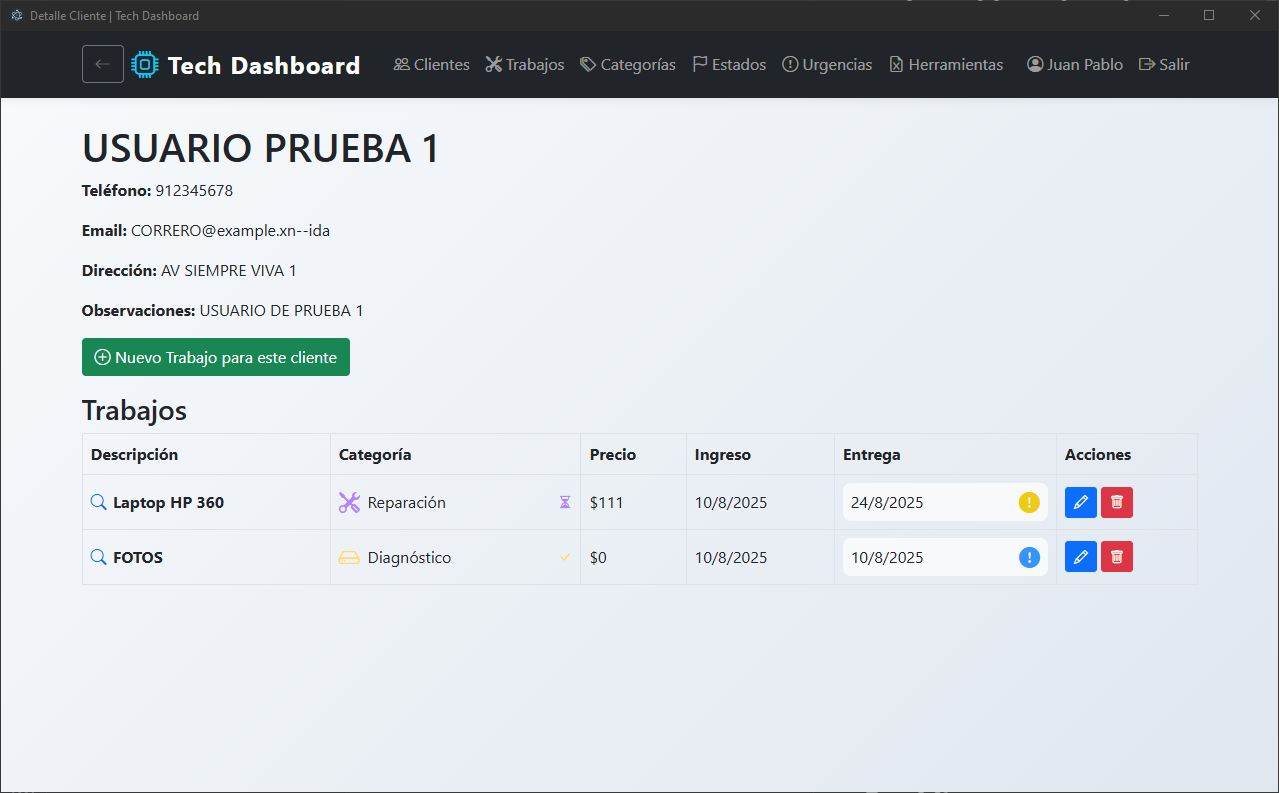 Detalle Cliente | Tech Dashboard
Tech Dashboard Clientes Trabajos Categorías Estados Urgencias Herramientas Juan Pablo Salir
USUARIO PRUEBA 1
Teléfono: 912345678
Email: CORRERO@example.xn--ida
Dirección: AV SIEMPRE VIVA 1
Observaciones: USUARIO DE PRUEBA 1
Nuevo Trabajo para este cliente
Trabajos
Descripción Categoría Precio Ingreso Entrega Acciones
Laptop HP 360 Reparación $111 10/8/2025 24/8/2025
FOTOS Diagnóstico $0 10/8/2025 10/8/2025